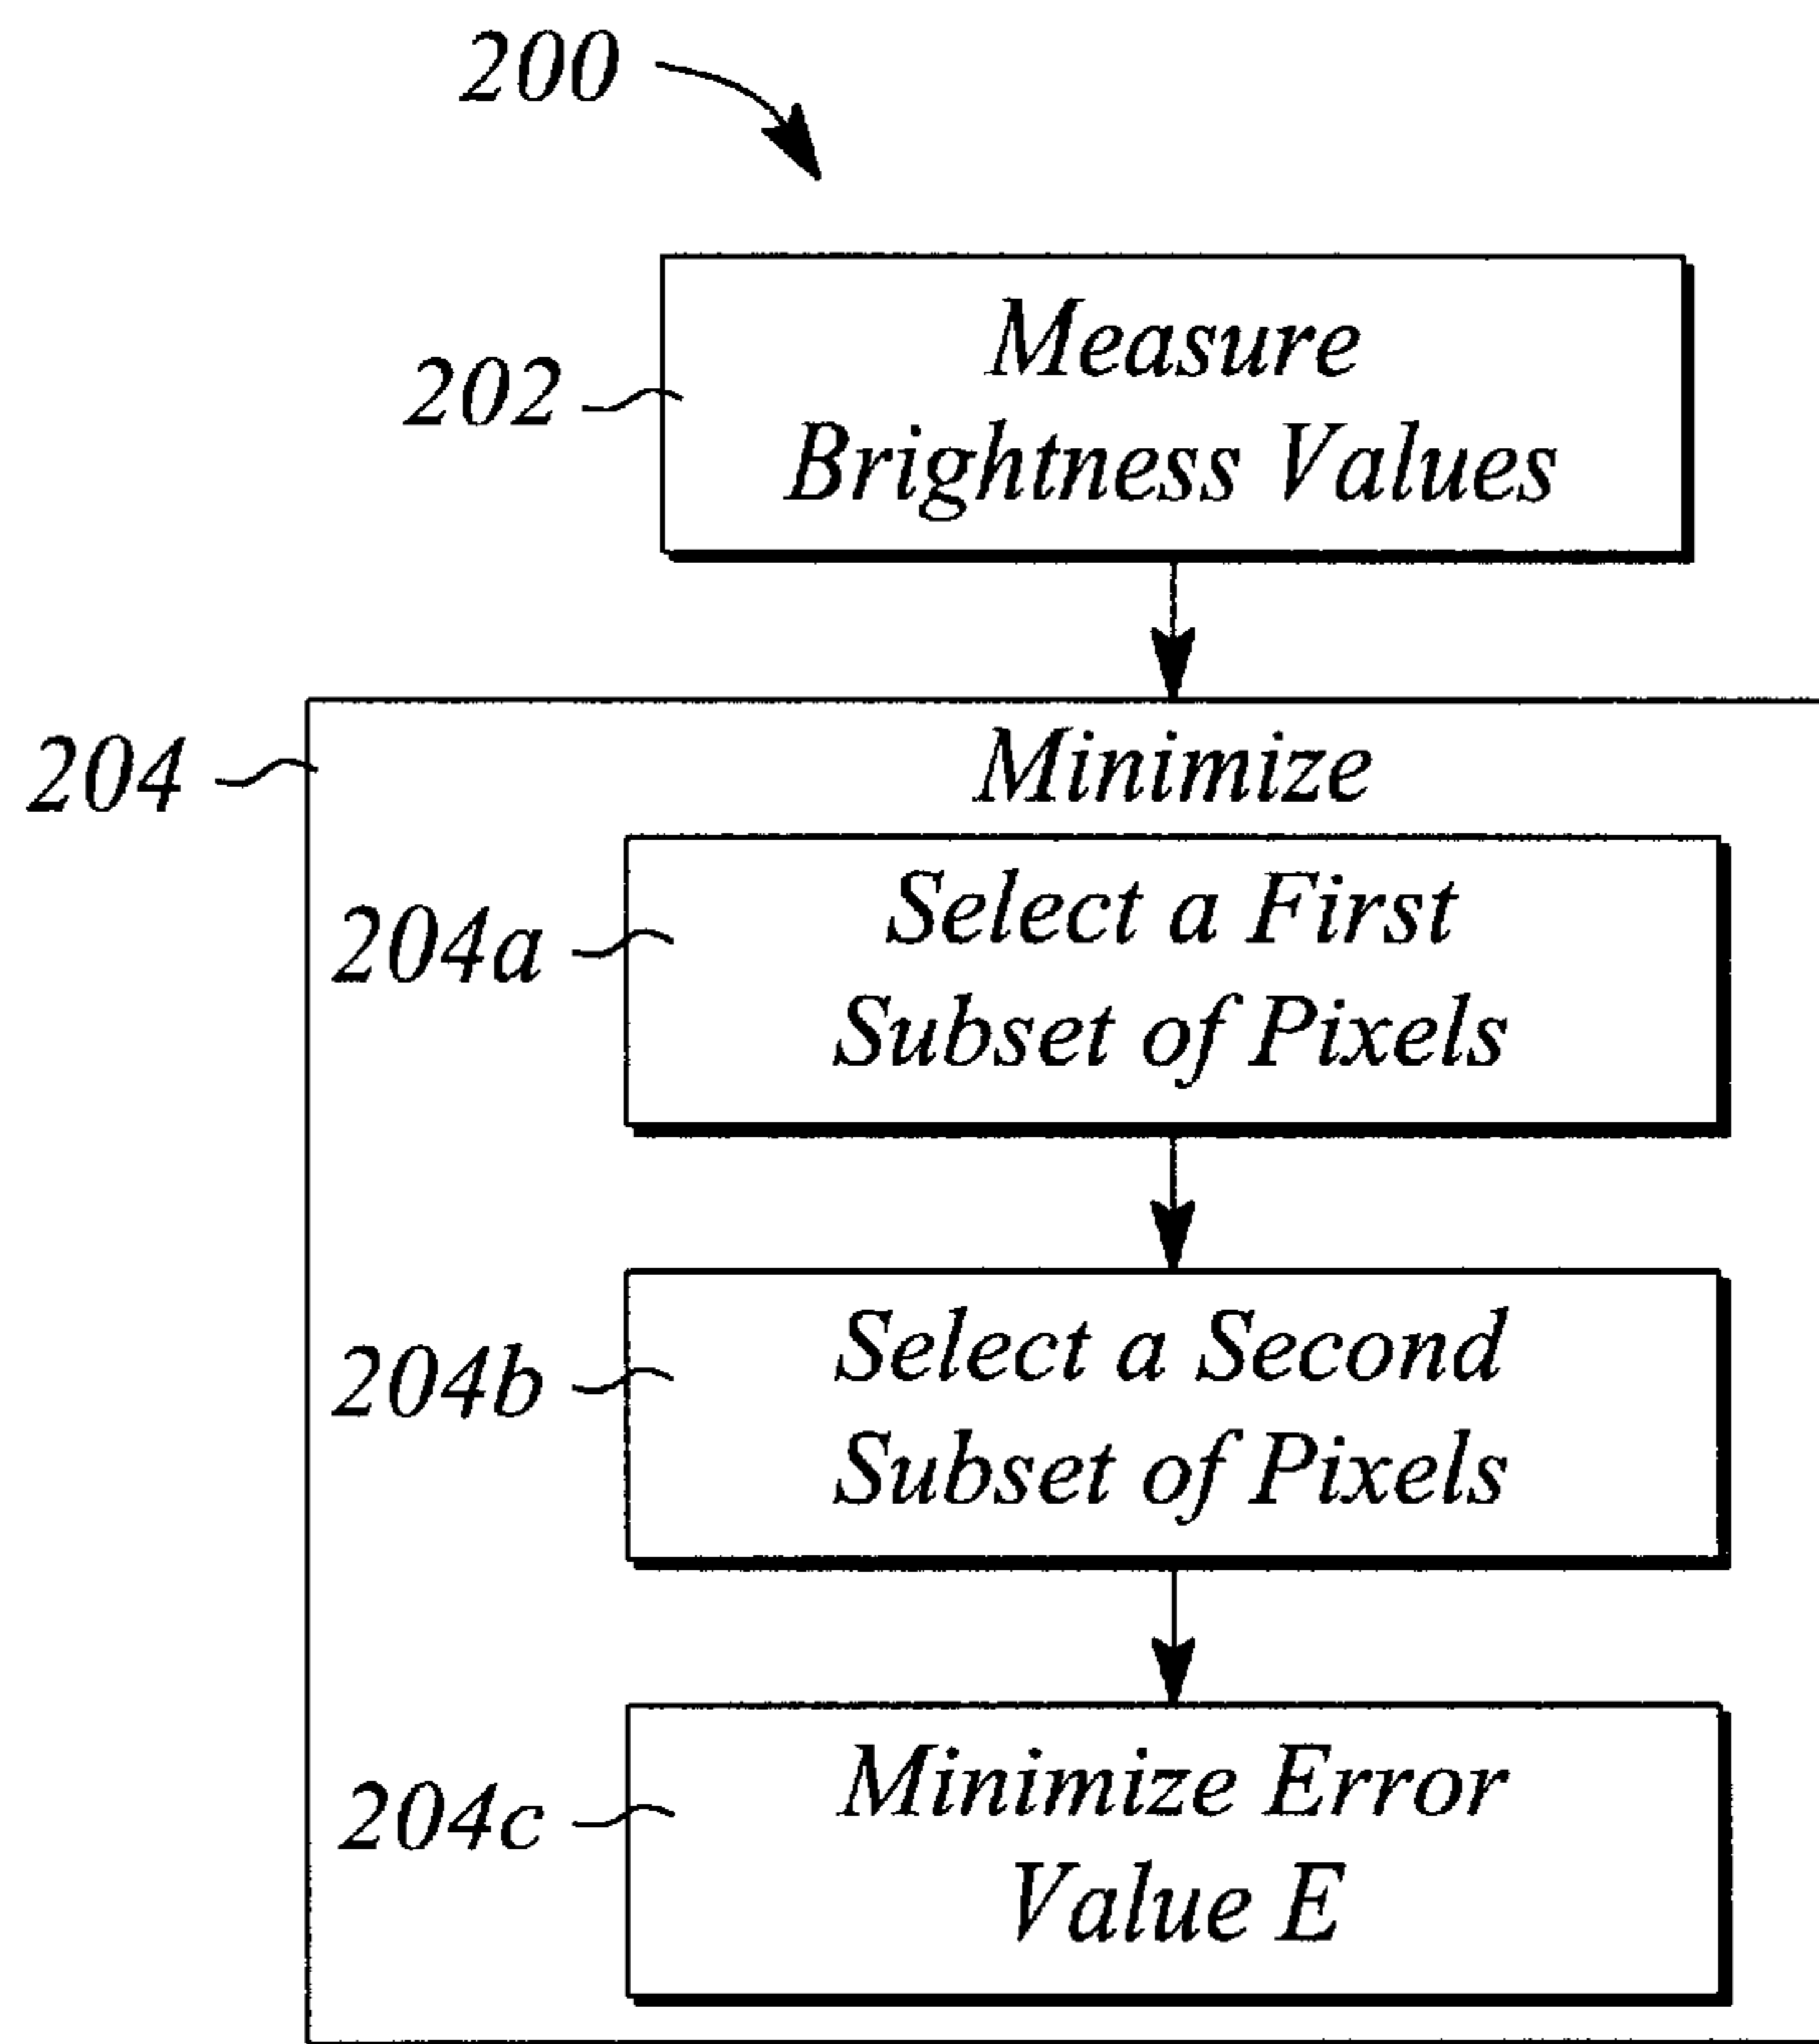 200
202
Measure
Brightness Values
204
Minimize
204a
Select a First
Subset of Pixels
204b
Select a Second
Subset of Pixels
204c
Minimize Error
Value E